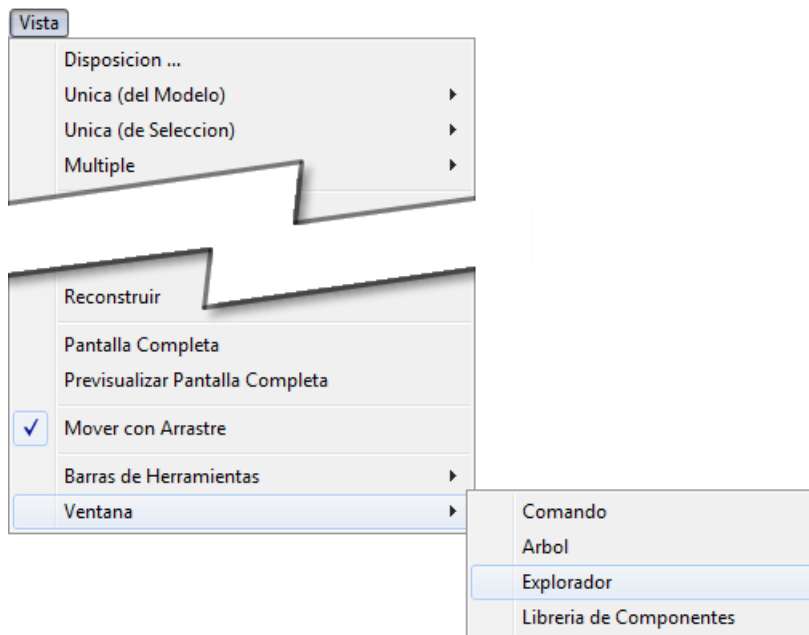 Vista
Disposicion ...
Unica (del Modelo)
Unica (de Seleccion)
Multiple
Reconstruir
Pantalla Completa
Previsualizar Pantalla Completa
Mover con Arrastre
Barras de Herramientas
Ventana
Comando
Arbol
Explorador
Libreria de Componentes